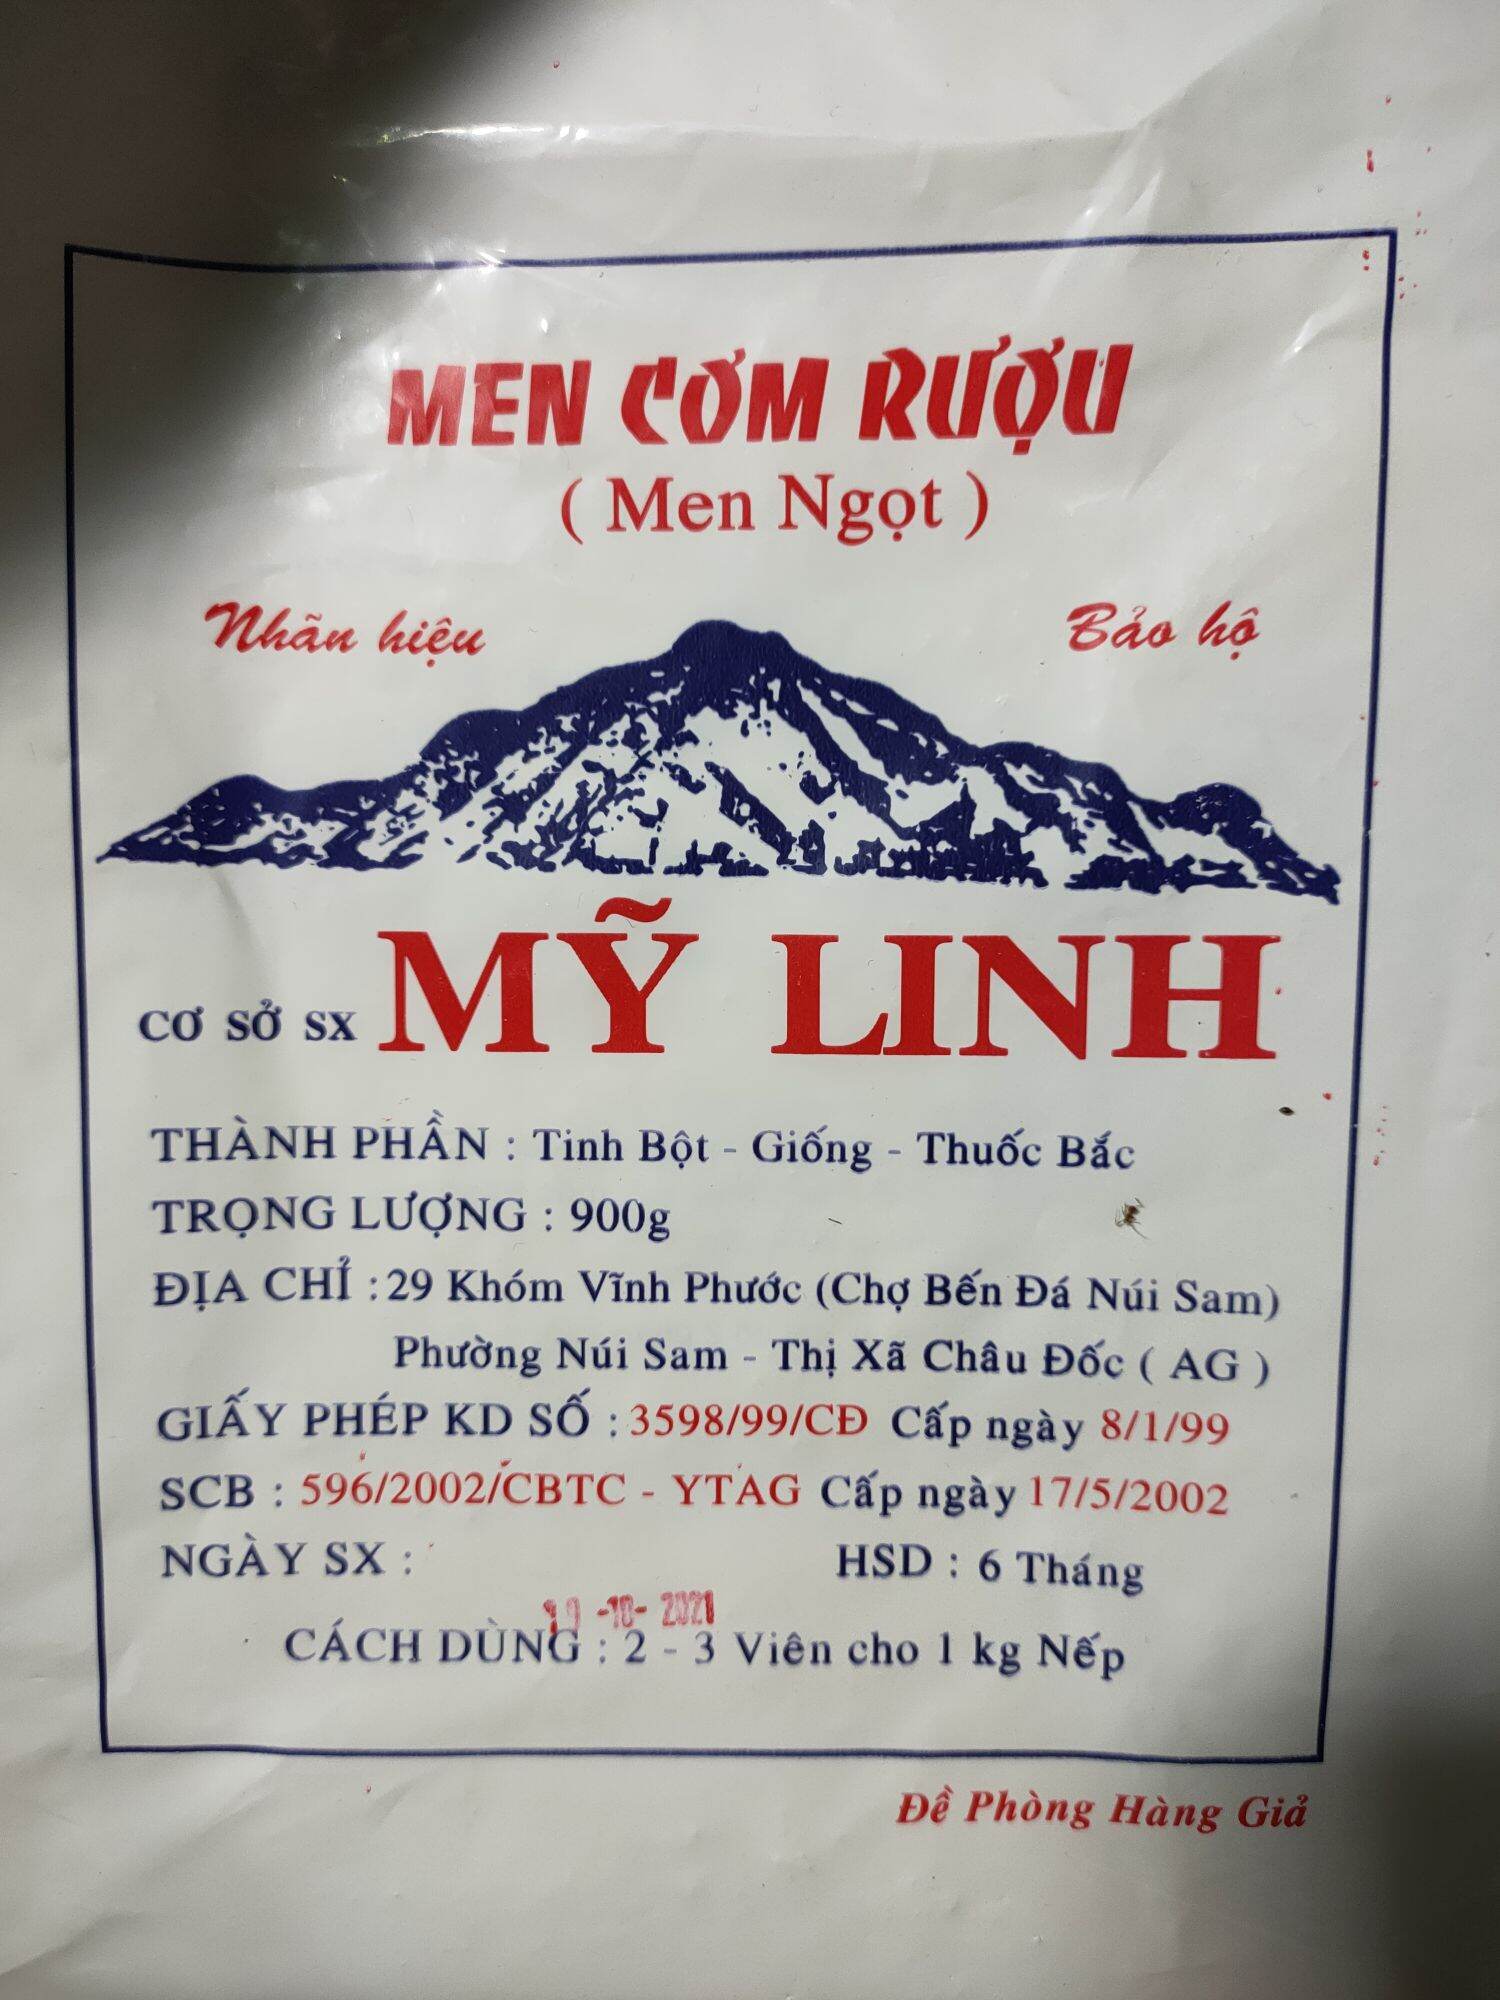 MEN CƠM RƯỢU
( Men Ngọt )
Nhãn hiệu Bảo hộ
CƠ SỞ SX MỸ LINH
THÀNH PHẦN : Tinh Bột - Giống - Thuốc Bắc
TRỌNG LƯỢNG : 900g
ĐỊA CHỈ : 29 Khóm Vĩnh Phước (Chợ Bến Đá Núi Sam)
Phường Núi Sam - Thị Xã Châu Đốc ( AG )
GIẤY PHÉP KD SỐ : 3598/99/CĐ Cấp ngày 8/1/99
SCB : 596/2002/CBTC - YTAG Cấp ngày 17/5/2002
NGÀY SX : HSD : 6 Tháng
19 -10- 2021
CÁCH DÙNG : 2 - 3 Viên cho 1 kg Nếp
Đề Phòng Hàng Giả